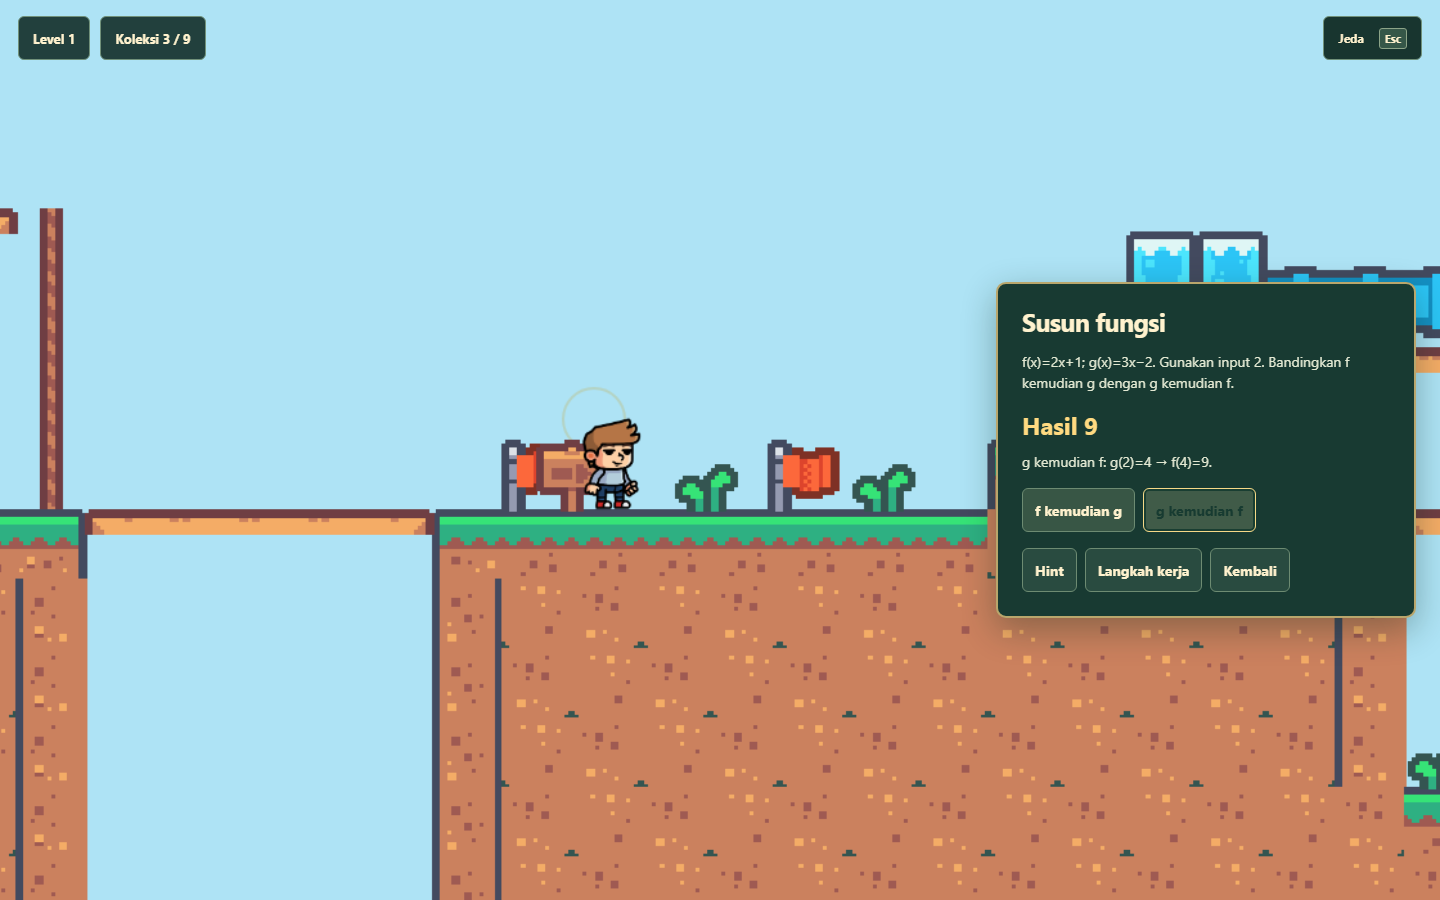 Level 1
Koleksi 3 / 9
Jeda Esc
Susun fungsi
f(x)=2x+1; g(x)=3x−2. Gunakan input 2. Bandingkan f
kemudian g dengan g kemudian f.
Hasil 9
g kemudian f: g(2)=4 → f(4)=9.
f kemudian g
g kemudian f
Hint
Langkah kerja
Kembali